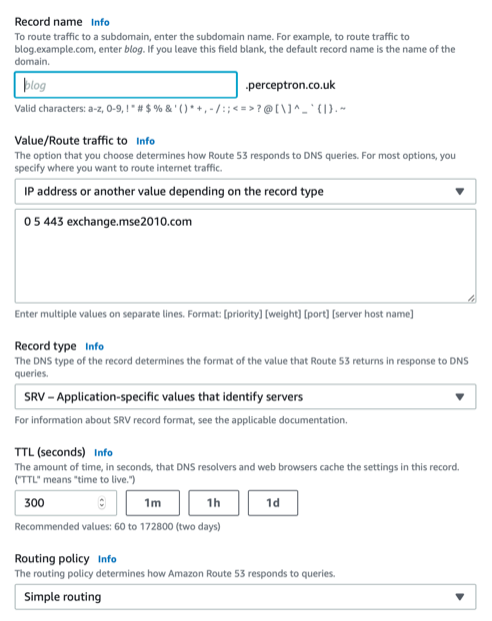 Record name Info
To route traffic to a subdomain, enter the subdomain name. For example, to route traffic to
blog.example.com, enter blog. If you leave this field blank, the default record name is the name of the
domain.
blog .perceptron.co.uk
Valid characters: a-z, 0-9, ! " # $ % & ' ( ) * + , - / : ; < = > ? @ [ \ ] ^ _ ` { | } . ~
Value/Route traffic to Info
The option that you choose determines how Route 53 responds to DNS queries. For most options, you
specify where you want to route internet traffic.
IP address or another value depending on the record type
0 5 443 exchange.mse2010.com
Enter multiple values on separate lines. Format: [priority] [weight] [port] [server host name]
Record type Info
The DNS type of the record determines the format of the value that Route 53 returns in response to DNS
queries.
SRV – Application-specific values that identify servers
For information about SRV record format, see the applicable documentation.
TTL (seconds) Info
The amount of time, in seconds, that DNS resolvers and web browsers cache the settings in this record.
("TTL" means "time to live.")
300 1m 1h 1d
Recommended values: 60 to 172800 (two days)
Routing policy Info
The routing policy determines how Amazon Route 53 responds to queries.
Simple routing